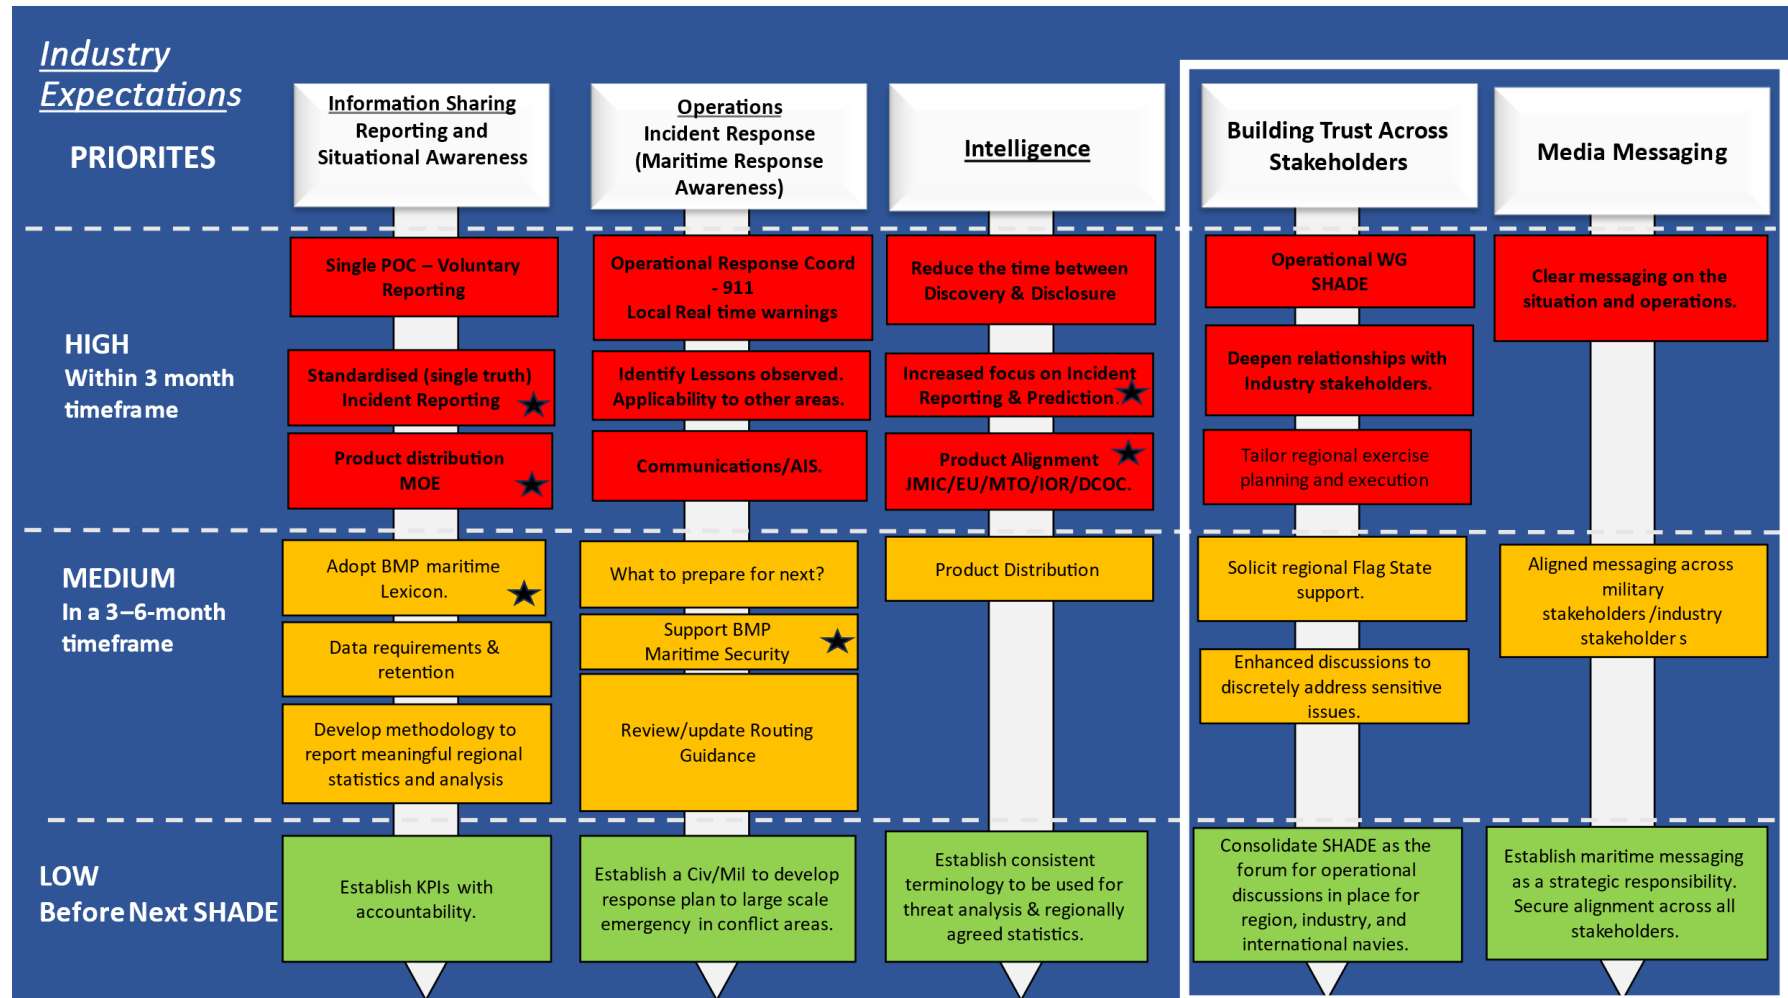 Industry
Expectations
PRIORITES
Information Sharing
Reporting and
Situational Awareness
Operations
Incident Response
(Maritime Response
Awareness)
Intelligence
Building Trust Across
Stakeholders
Media Messaging
HIGH
Within 3 month
timeframe
Single POC – Voluntary
Reporting
Standardised (single truth)
Incident Reporting
Product distribution
MOE
Operational Response Coord
- 911
Local Real time warnings
Identify Lessons observed.
Applicability to other areas.
Communications/AIS.
Reduce the time between
Discovery & Disclosure
Increased focus on Incident
Reporting & Prediction.
Product Alignment
JMIC/EU/MTO/IOR/DCOC.
Operational WG
SHADE
Deepen relationships with
Industry stakeholders.
Tailor regional exercise
planning and execution
Clear messaging on the
situation and operations.
MEDIUM
In a 3–6-month
timeframe
Adopt BMP maritime
Lexicon.
Data requirements &
retention
Develop methodology to
report meaningful regional
statistics and analysis
What to prepare for next?
Support BMP
Maritime Security
Review/update Routing
Guidance
Product Distribution
Solicit regional Flag State
support.
Enhanced discussions to
discretely address sensitive
issues.
Aligned messaging across
military
stakeholders/industry
stakeholders
LOW
Before Next SHADE
Establish KPIs with
accountability.
Establish a Civ/Mil to develop
response plan to large scale
emergency in conflict areas.
Establish consistent
terminology to be used for
threat analysis & regionally
agreed statistics.
Consolidate SHADE as the
forum for operational
discussions in place for
region, industry, and
international navies.
Establish maritime messaging
as a strategic responsibility.
Secure alignment across all
stakeholders.